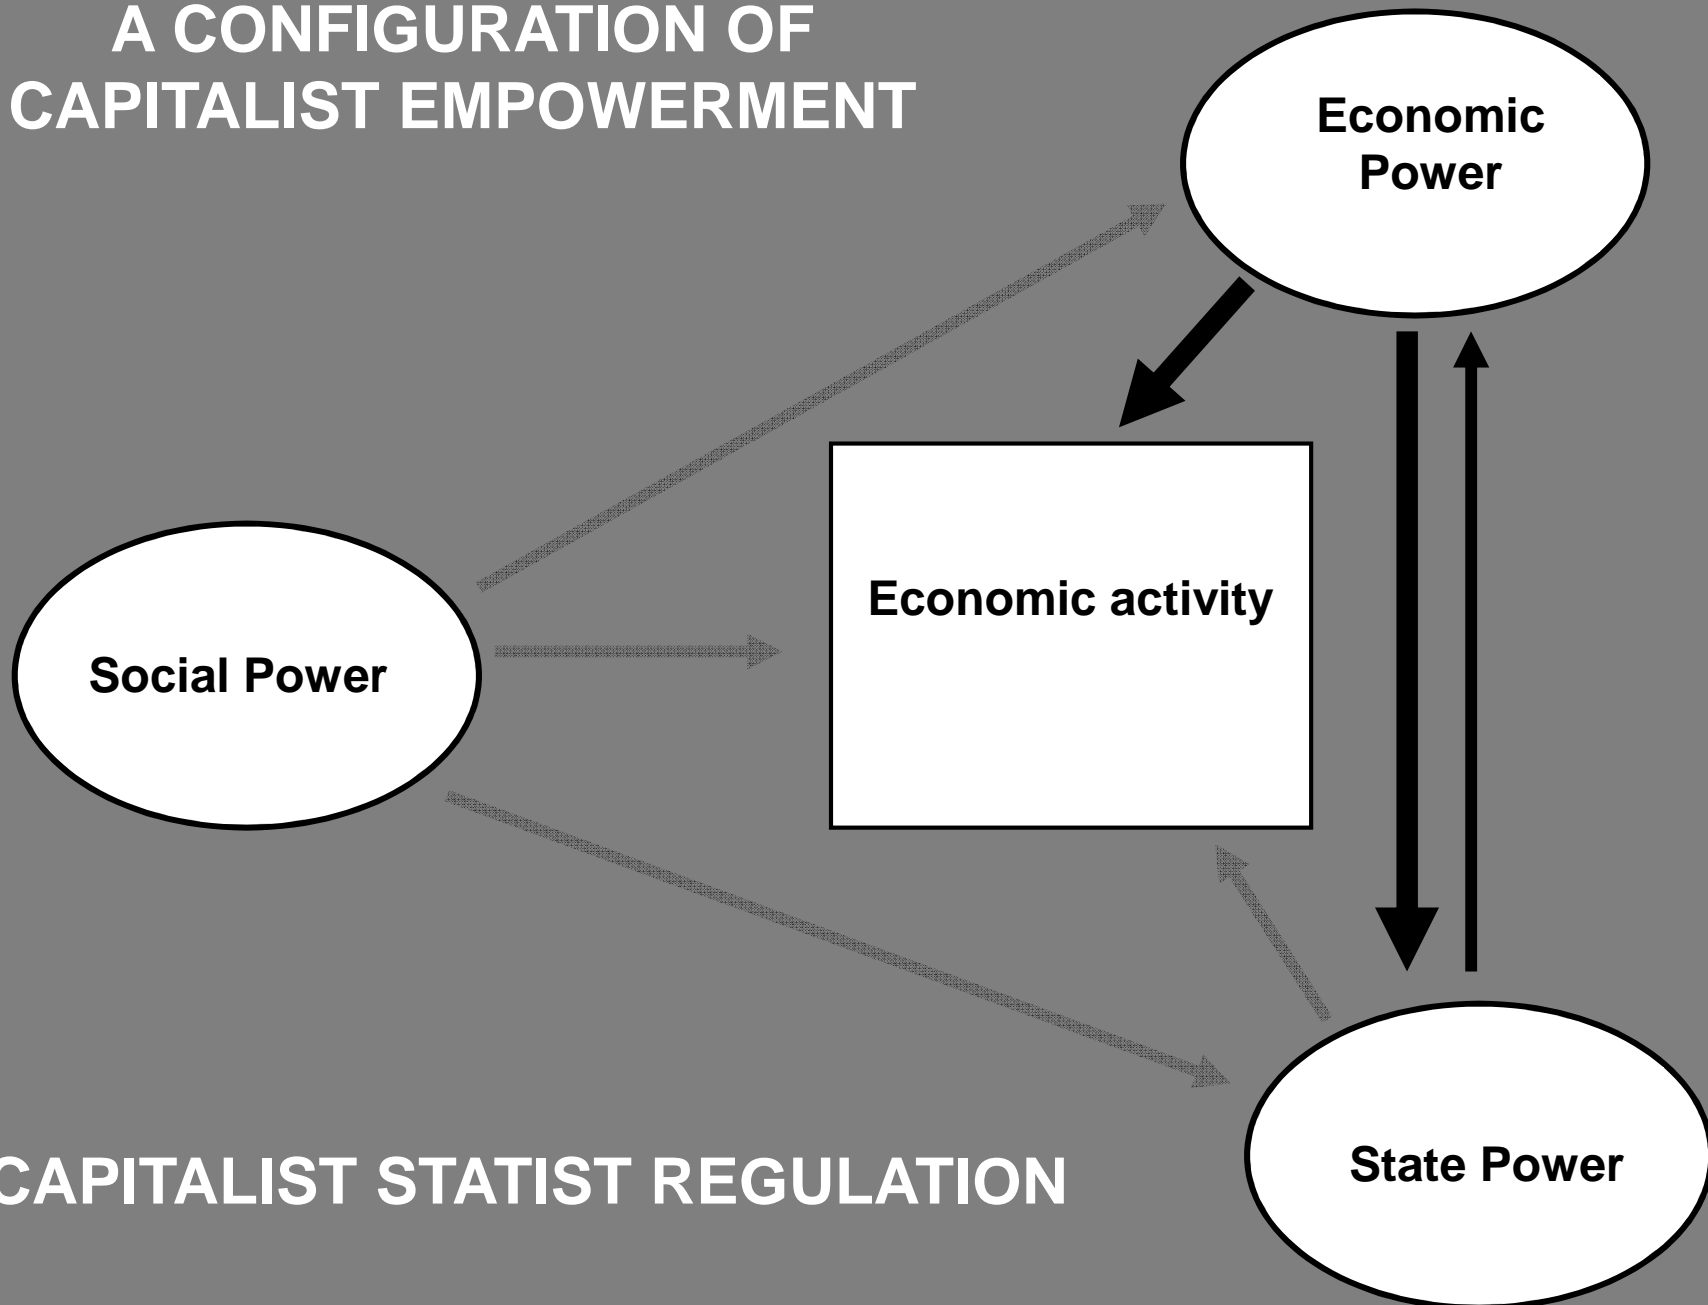 A CONFIGURATION OF
CAPITALIST EMPOWERMENT
Economic
Power
Economic activity
Social Power
State Power
CAPITALIST STATIST REGULATION